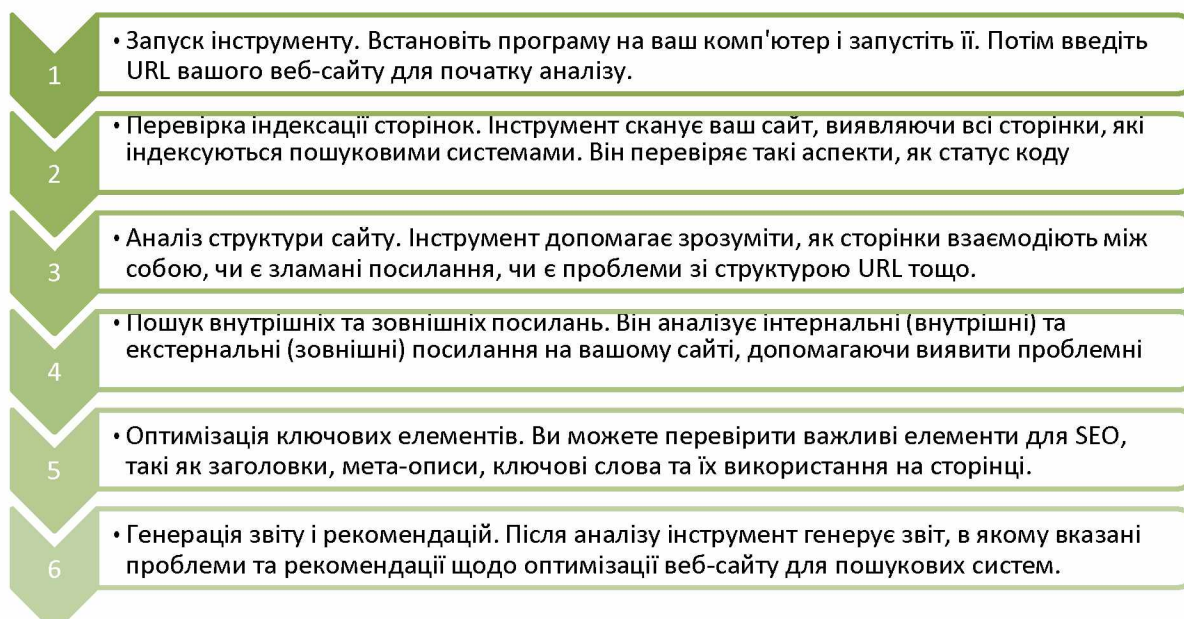 1
• Запуск інструменту. Встановіть програму на ваш комп'ютер і запустіть її. Потім введіть
URL вашого веб-сайту для початку аналізу.
2
• Перевірка індексації сторінок. Інструмент сканує ваш сайт, виявляючи всі сторінки, які
індексуються пошуковими системами. Він перевіряє такі аспекти, як статус коду
3
• Аналіз структури сайту. Інструмент допомагає зрозуміти, як сторінки взаємодіють між
собою, чи є зламані посилання, чи є проблеми зі структурою URL тощо.
4
• Пошук внутрішніх та зовнішніх посилань. Він аналізує інтернальні (внутрішні) та
екстернальні (зовнішні) посилання на вашому сайті, допомагаючи виявити проблемні
5
• Оптимізація ключових елементів. Ви можете перевірити важливі елементи для SEO,
такі як заголовки, мета-описи, ключові слова та їх використання на сторінці.
6
• Генерація звіту і рекомендацій. Після аналізу інструмент генерує звіт, в якому вказані
проблеми та рекомендації щодо оптимізації веб-сайту для пошукових систем.